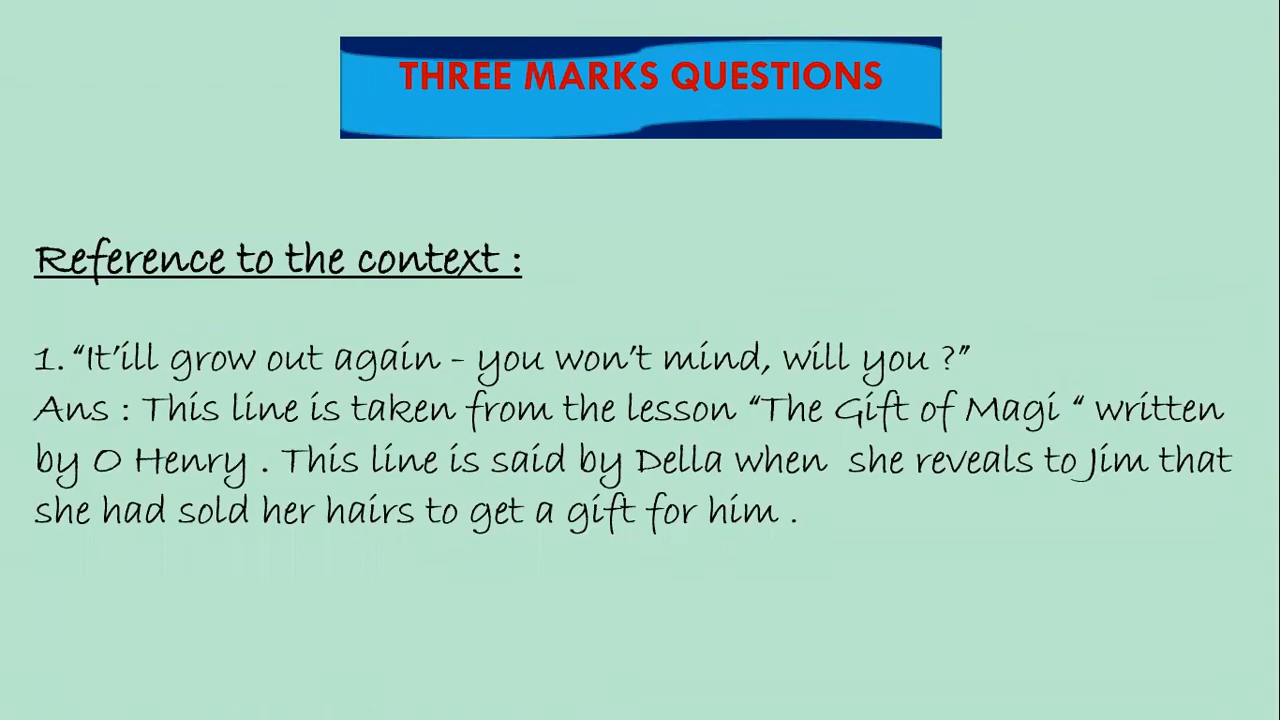 THREE MARKS QUESTIONS
Reference to the context :
1. “It’ill grow out again - you won’t mind, will you ?”
Ans : This line is taken from the lesson “The Gift of Magi “ written
by O Henry . This line is said by Della when she reveals to Jim that
she had sold her hairs to get a gift for him .